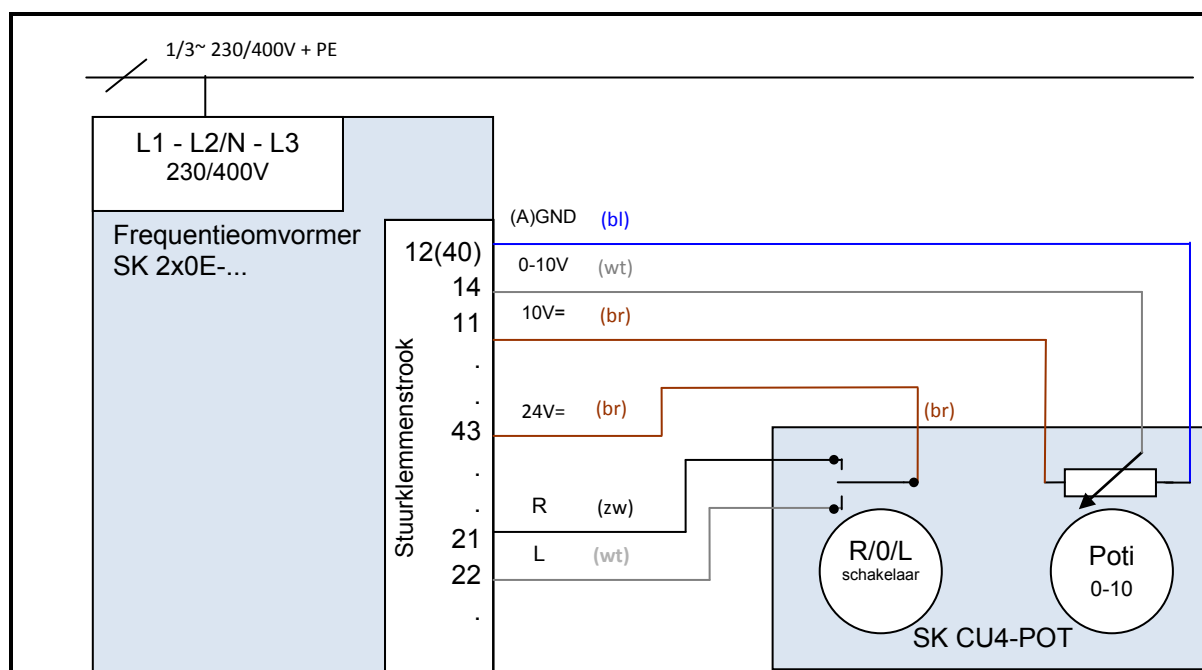 1/3~ 230/400V + PE
L1 - L2/N - L3
230/400V
Frequentieomvormer
SK 2x0E-...
Stuurklemmenstrook
12(40)
14
11
.
.
43
.
.
21
22
.
(A)GND (bl)
0-10V (wt)
10V= (br)
24V= (br)
(br)
R (zw)
L (wt)
R/0/L
schakelaar
Poti
0-10
SK CU4-POT